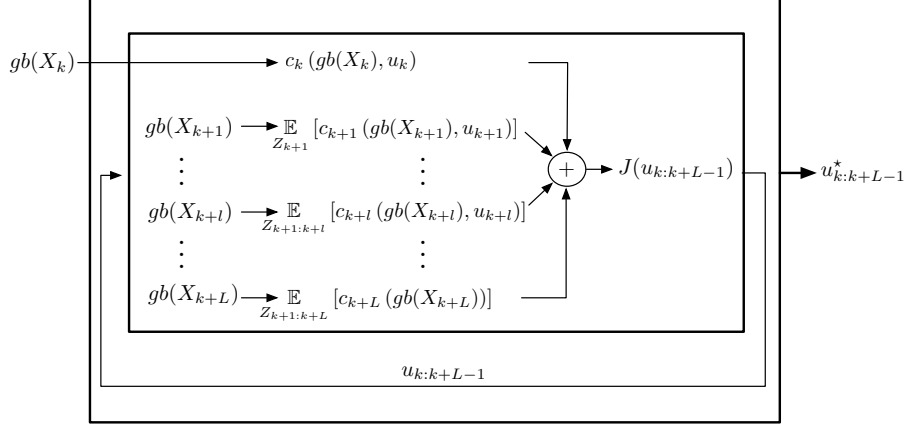 gb(X_k) c_k (gb(X_k), u_k)
gb(X_{k+1}) 𝔼_{Z_{k+1}} [c_{k+1} (gb(X_{k+1}), u_{k+1})]
⋮ ⋮
+ J(u_{k:k+L−1}) u^⋆_{k:k+L−1}
gb(X_{k+l}) 𝔼_{Z_{k+1:k+l}} [c_{k+l} (gb(X_{k+l}), u_{k+l})]
⋮ ⋮
gb(X_{k+L}) 𝔼_{Z_{k+1:k+L}} [c_{k+L} (gb(X_{k+L}))]
u_{k:k+L−1}